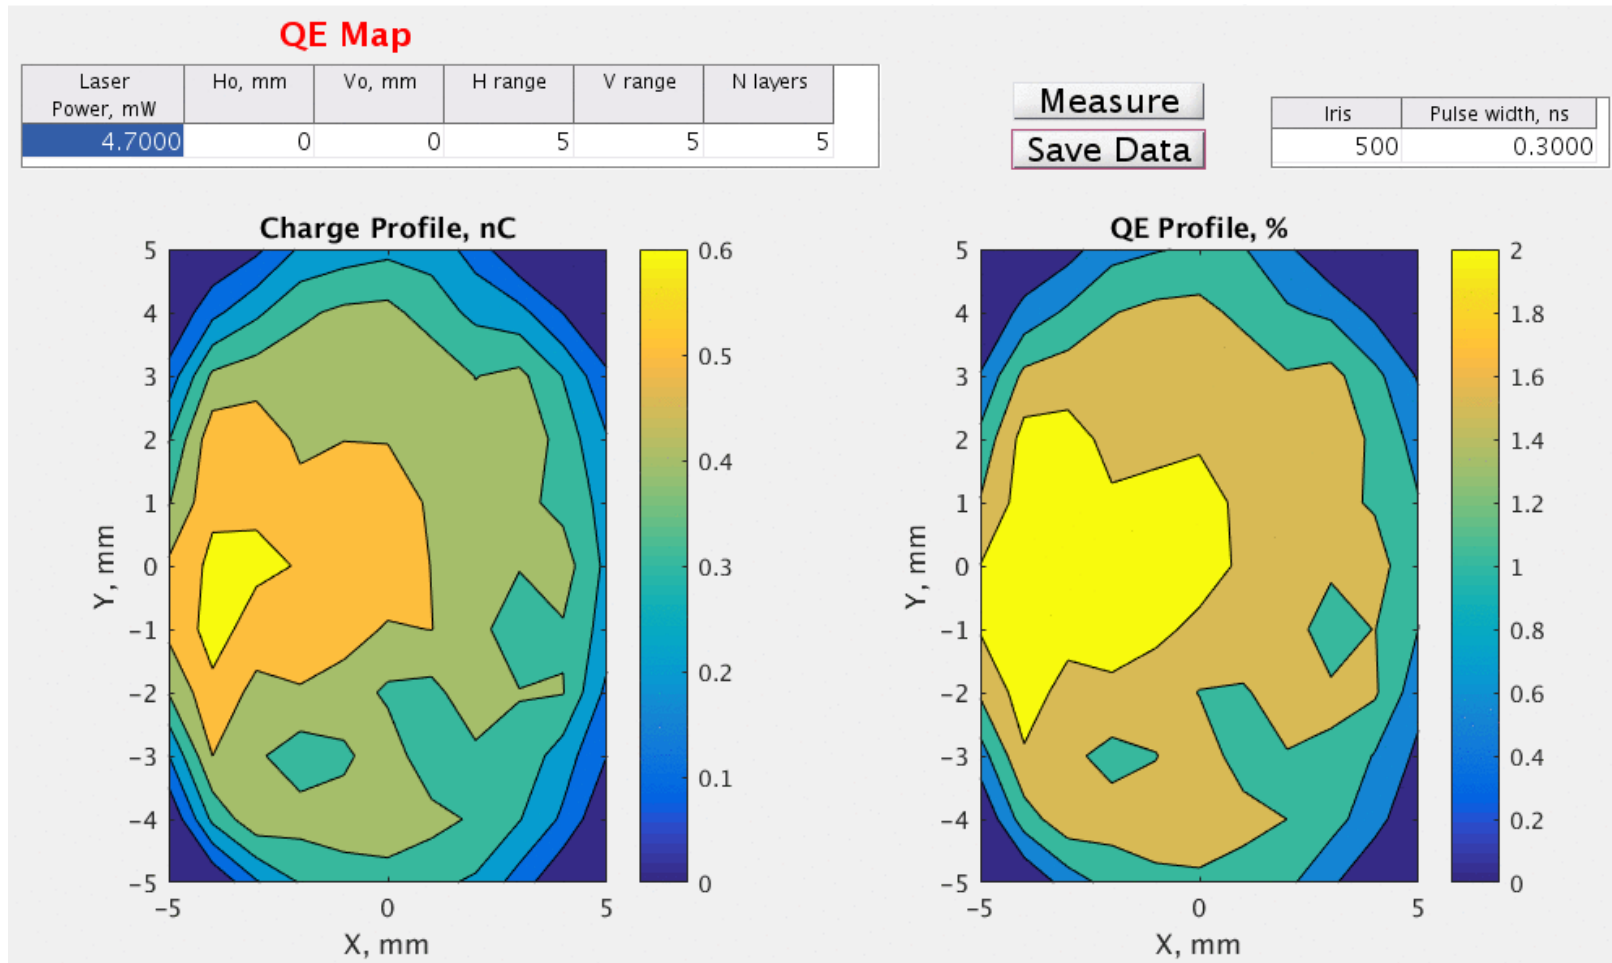 QE Map
Laser Power, mW Ho, mm Vo, mm H range V range N layers
4.7000 0 0 5 5 5
Measure
Save Data
Iris Pulse width, ns
500 0.3000
Charge Profile, nC
5
4
3
2
1
0
−1
−2
−3
−4
−5
Y, mm
−5 0 5
X, mm
0.6
0.5
0.4
0.3
0.2
0.1
0
QE Profile, %
5
4
3
2
1
0
−1
−2
−3
−4
−5
Y, mm
−5 0 5
X, mm
2
1.8
1.6
1.4
1.2
1
0.8
0.6
0.4
0.2
0